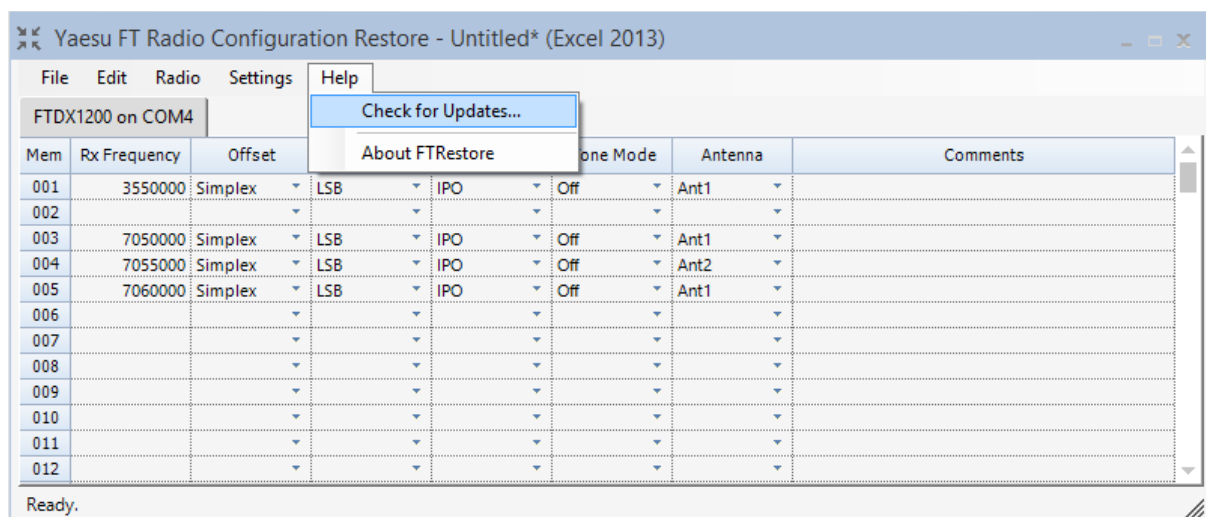 Yaesu FT Radio Configuration Restore - Untitled* (Excel 2013)
File Edit Radio Settings Help
Check for Updates...
About FTRestore
FTDX1200 on COM4
Mem Rx Frequency Offset Mode Antenna Comments
001 3550000 Simplex LSB IPO Off Ant1
002
003 7050000 Simplex LSB IPO Off Ant1
004 7055000 Simplex LSB IPO Off Ant2
005 7060000 Simplex LSB IPO Off Ant1
006
007
008
009
010
011
012
Ready.